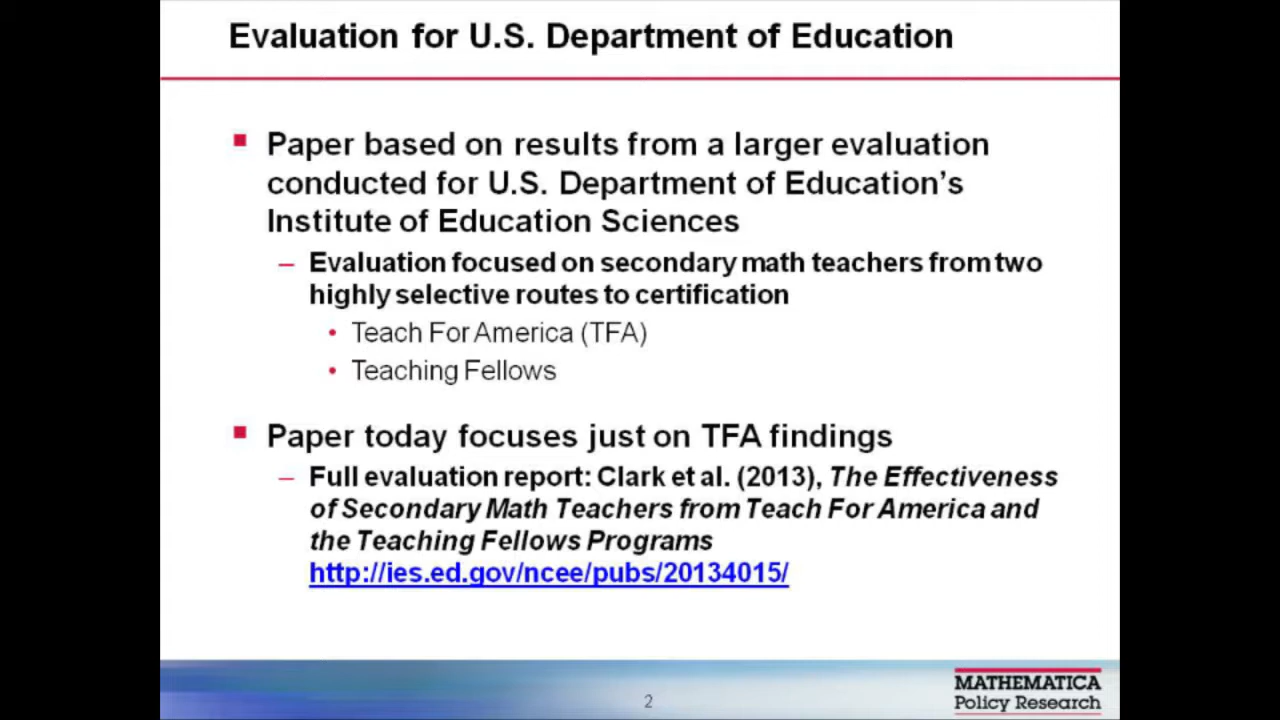 Evaluation for U.S. Department of Education
Paper based on results from a larger evaluation
conducted for U.S. Department of Education's
Institute of Education Sciences
– Evaluation focused on secondary math teachers from two
highly selective routes to certification
• Teach For America (TFA)
• Teaching Fellows
Paper today focuses just on TFA findings
– Full evaluation report: Clark et al. (2013), The Effectiveness
of Secondary Math Teachers from Teach For America and
the Teaching Fellows Programs
http://ies.ed.gov/ncee/pubs/20134015/
2
MATHEMATICA
Policy Research